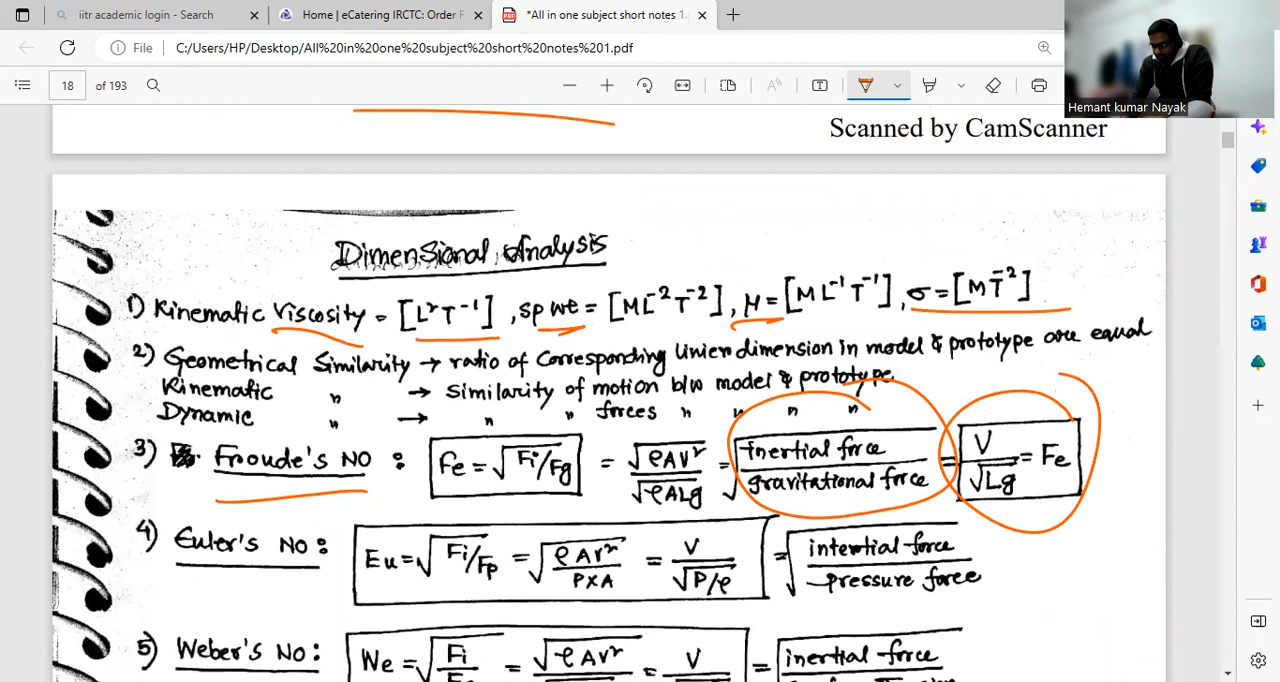 iitr academic login - Search
Home | eCatering IRCTC: Order F
*All in one subject short notes 1.p
File
C:/Users/HP/Desktop/All%20in%20one%20subject%20short%20notes%201.pdf
18 of 193
Hemant kumar Nayak
Scanned by CamScanner
Dimensional Analysis
1) Kinematic Viscosity = [L²T⁻¹], sp we = [ML⁻²T⁻²], μ = [ML⁻¹T⁻¹], σ = [MT⁻²]
2) Geometrical Similarity → ratio of Corresponding dimension in model & prototype are equal
Kinematic " → Similarity of motion b/w model & prototype
Dynamic " → " " forces " " " "
3) Froude's NO : Fe = √Fi/Fg = √ρAV²/√ρALg = √inertial force/gravitational force = V/√Lg = Fe
4) Euler's NO: Eu = √Fi/Fp = √ρAV²/P×A = V/√P/ρ = √intertial force/pressure force
5) Weber's NO: We = √Fi = √ρAV² = V = inertial force